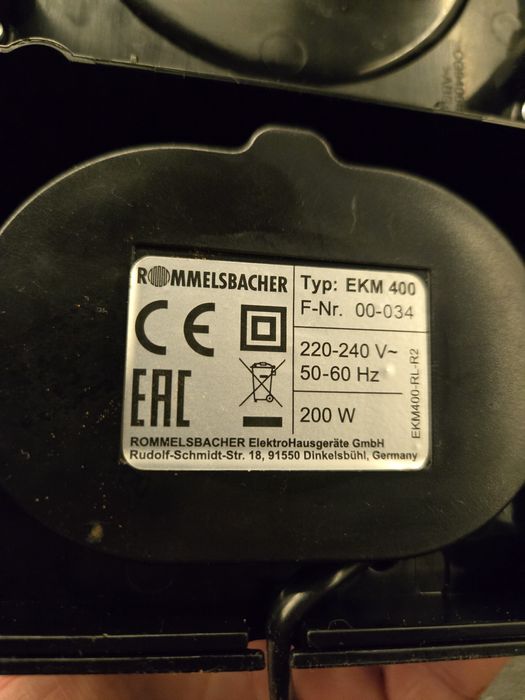 ROMMELSBACHER
Typ: EKM 400
F-Nr. 00-034
CE
220-240 V~
50-60 Hz
EAC
200 W
EKM400-RL-R2
ROMMELSBACHER ElektroHausgeräte GmbH
Rudolf-Schmidt-Str. 18, 91550 Dinkelsbühl, Germany